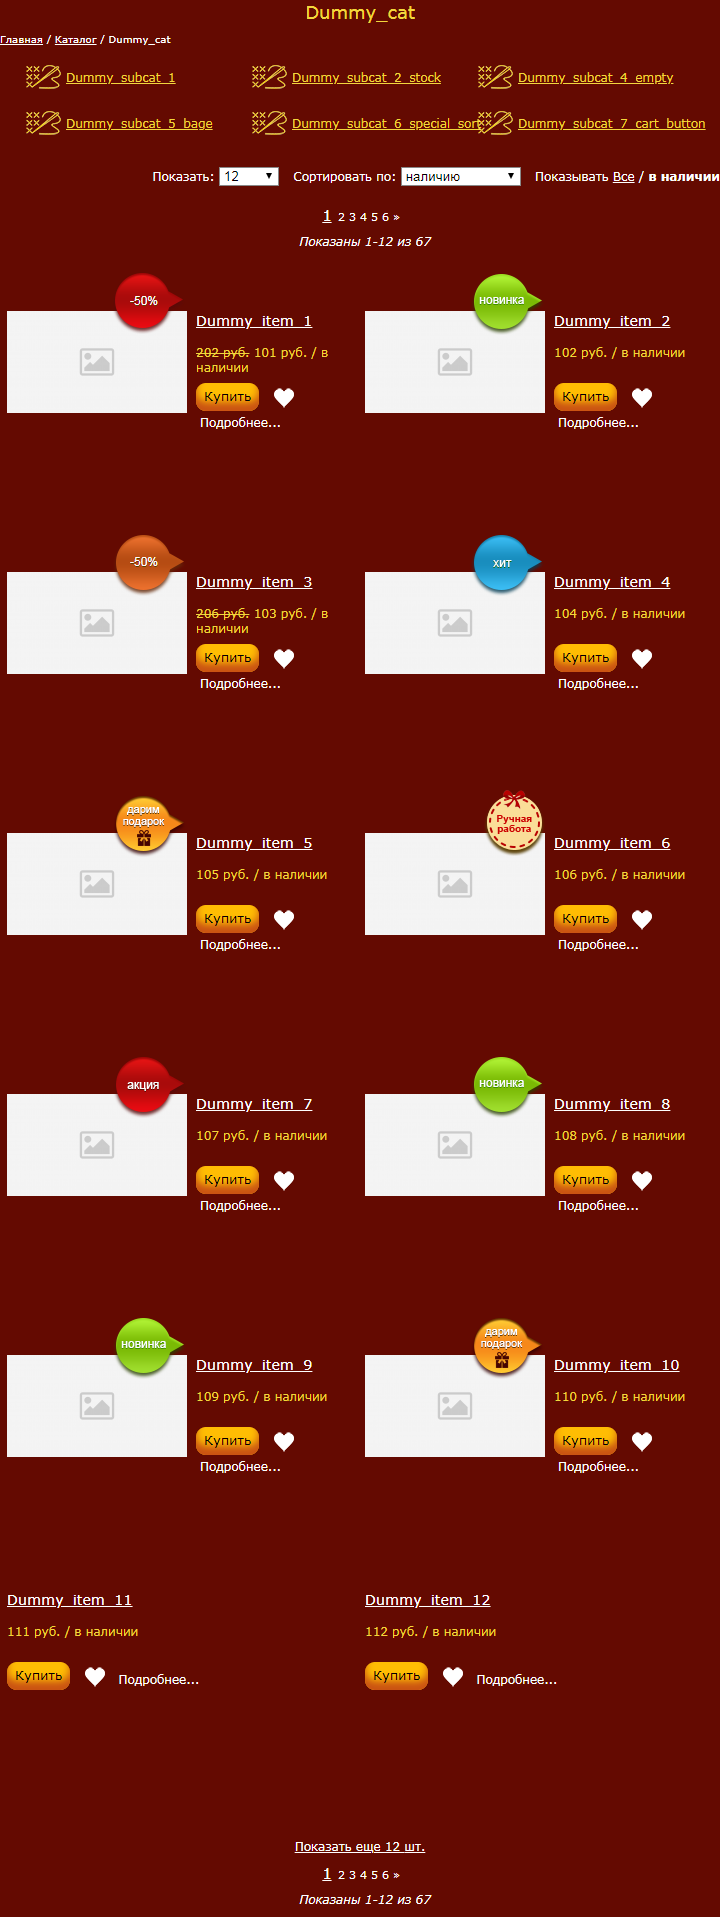 Dummy_cat
Главная / Каталог / Dummy_cat
Dummy_subcat_1 Dummy_subcat_2_stock Dummy_subcat_4_empty
Dummy_subcat_5_bage Dummy_subcat_6_special_sort Dummy_subcat_7_cart_button
Показать: 12 Сортировать по: наличию Показывать Все / в наличии
1 2 3 4 5 6 »
Показаны 1-12 из 67
-50%
Dummy_item_1
202 руб. 101 руб. / в
наличии
Купить
Подробнее...
новинка
Dummy_item_2
102 руб. / в наличии
Купить
Подробнее...
-50%
Dummy_item_3
206 руб. 103 руб. / в
наличии
Купить
Подробнее...
хит
Dummy_item_4
104 руб. / в наличии
Купить
Подробнее...
дарим
подарок
Dummy_item_5
105 руб. / в наличии
Купить
Подробнее...
Ручная
работа
Dummy_item_6
106 руб. / в наличии
Купить
Подробнее...
акция
Dummy_item_7
107 руб. / в наличии
Купить
Подробнее...
новинка
Dummy_item_8
108 руб. / в наличии
Купить
Подробнее...
новинка
Dummy_item_9
109 руб. / в наличии
Купить
Подробнее...
дарим
подарок
Dummy_item_10
110 руб. / в наличии
Купить
Подробнее...
Dummy_item_11
111 руб. / в наличии
Купить Подробнее...
Dummy_item_12
112 руб. / в наличии
Купить Подробнее...
Показать еще 12 шт.
1 2 3 4 5 6 »
Показаны 1-12 из 67